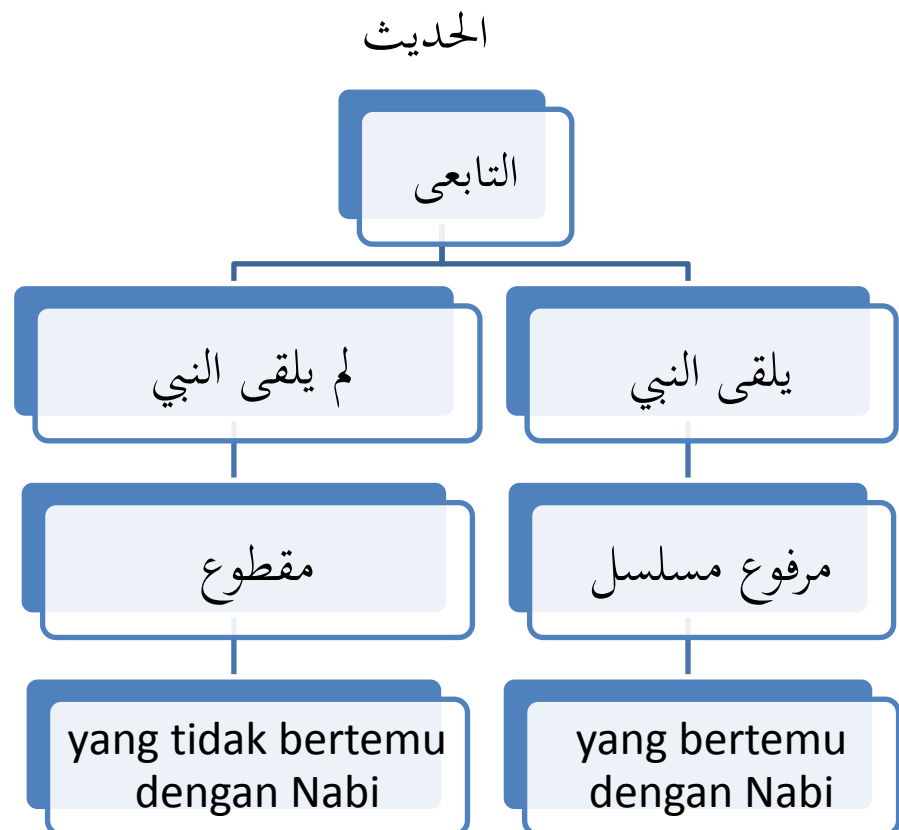 الحديث
التابعى
يلقى النبي
لم يلقى النبي
مرفوع مسلسل
مقطوع
yang tidak bertemu
dengan Nabi
yang bertemu
dengan Nabi